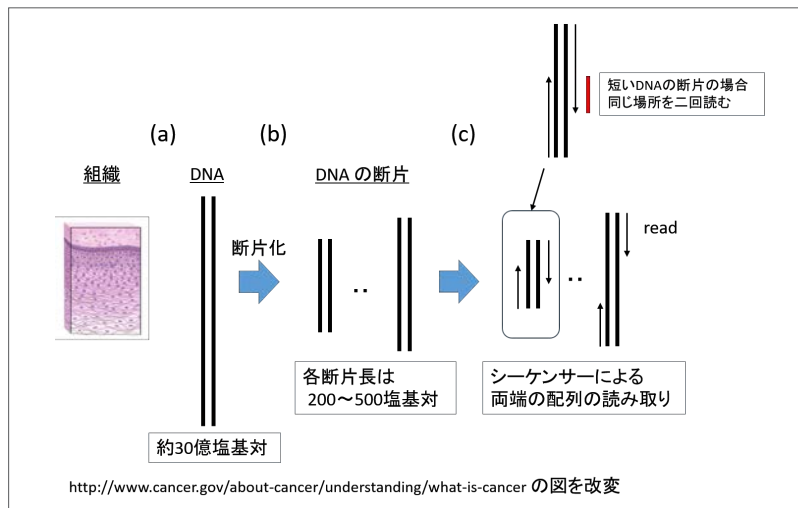 短いDNAの断片の場合
同じ場所を二回読む
(a)
(b)
(c)
組織
DNA
DNA の断片
断片化
‥
‥
read
各断片長は
200～500塩基対
シーケンサーによる
両端の配列の読み取り
約30億塩基対
http://www.cancer.gov/about-cancer/understanding/what-is-cancer の図を改変